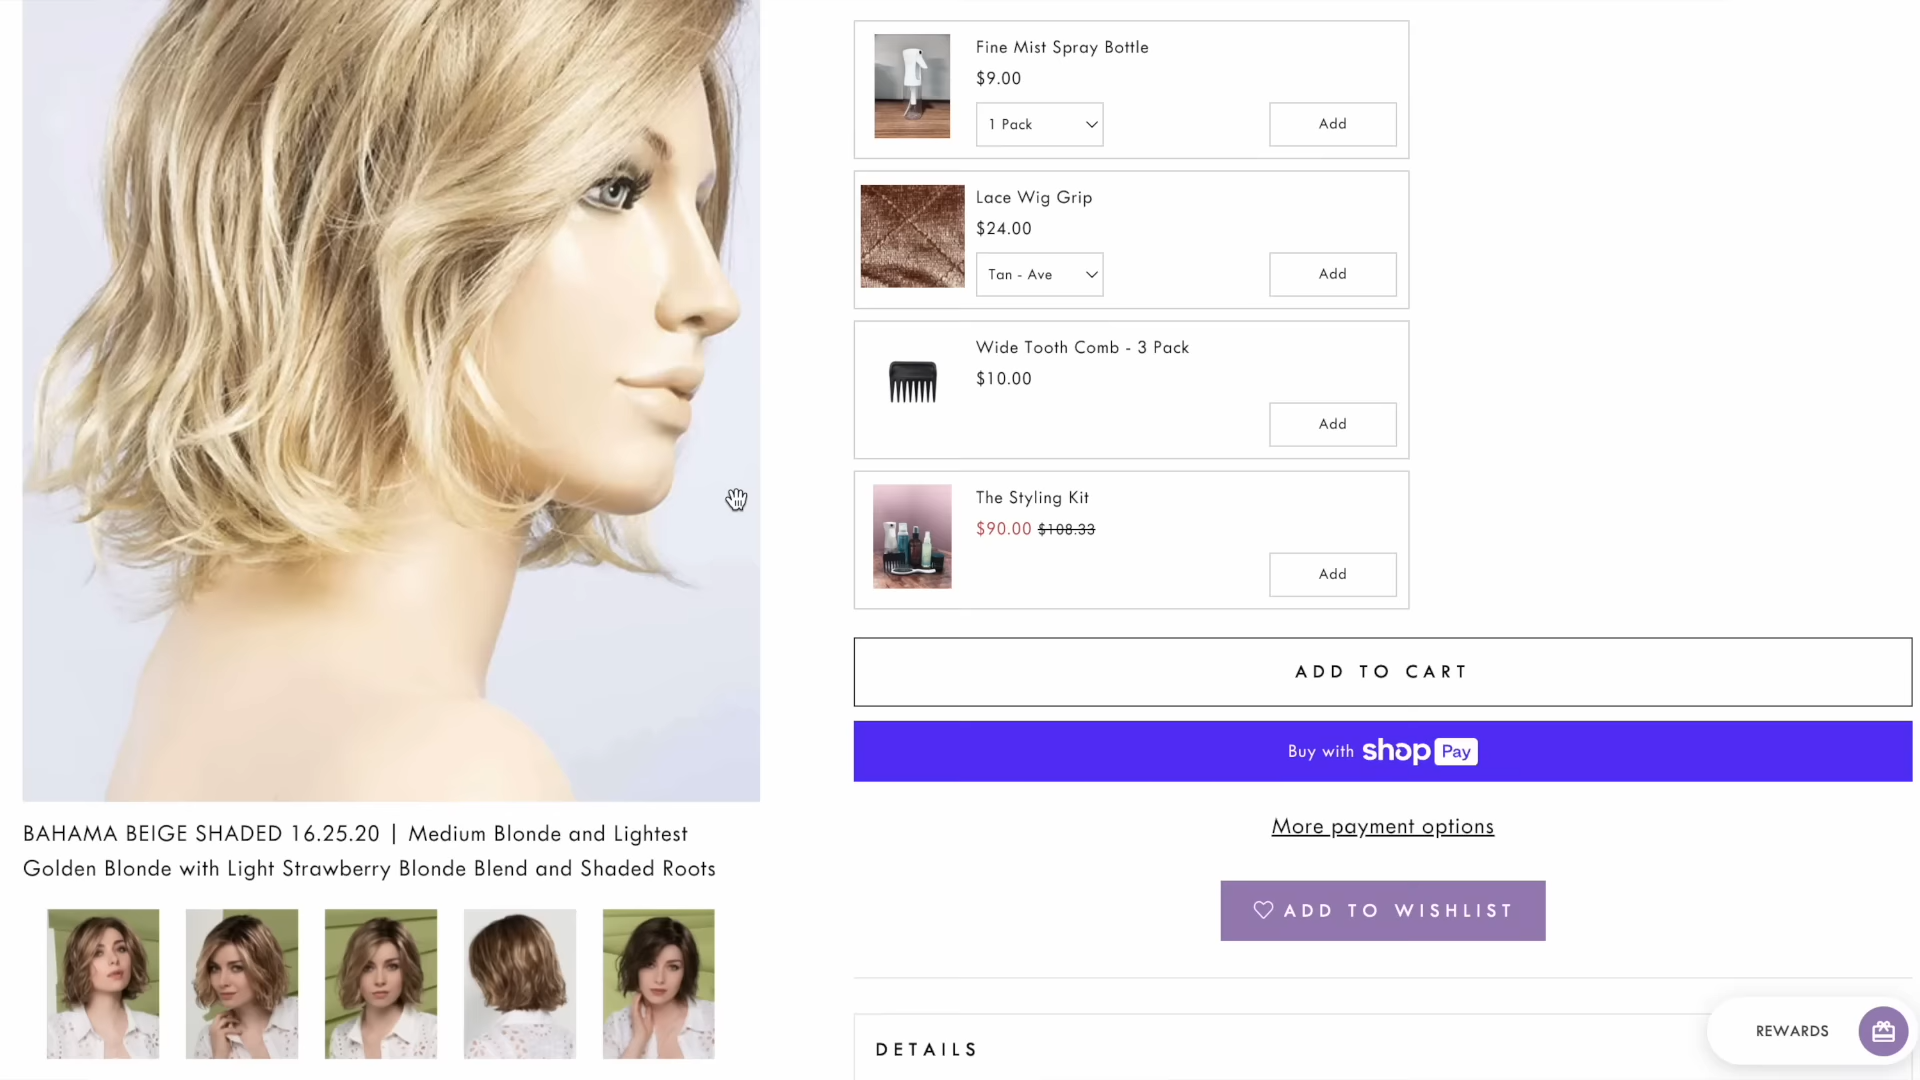 Fine Mist Spray Bottle
$9.00
1 Pack
Add
Lace Wig Grip
$24.00
Tan - Ave
Add
Wide Tooth Comb - 3 Pack
$10.00
Add
The Styling Kit
$90.00 $108.33
Add
ADD TO CART
Buy with shop Pay
More payment options
ADD TO WISHLIST
BAHAMA BEIGE SHADED 16.25.20 | Medium Blonde and Lightest
Golden Blonde with Light Strawberry Blonde Blend and Shaded Roots
DETAILS
REWARDS